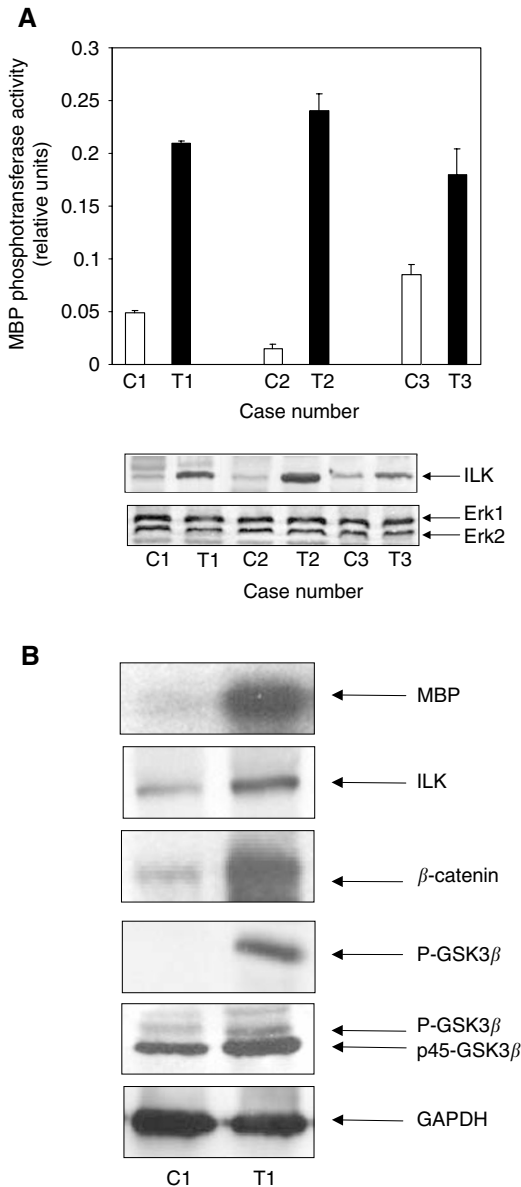 A
MBP phosphotransferase activity
(relative units)
0.3
0.25
0.2
0.15
0.1
0.05
0
C1 T1 C2 T2 C3 T3
Case number
ILK
Erk1
Erk2
C1 T1 C2 T2 C3 T3
Case number
B
MBP
ILK
β-catenin
P-GSK3β
P-GSK3β
p45-GSK3β
GAPDH
C1 T1